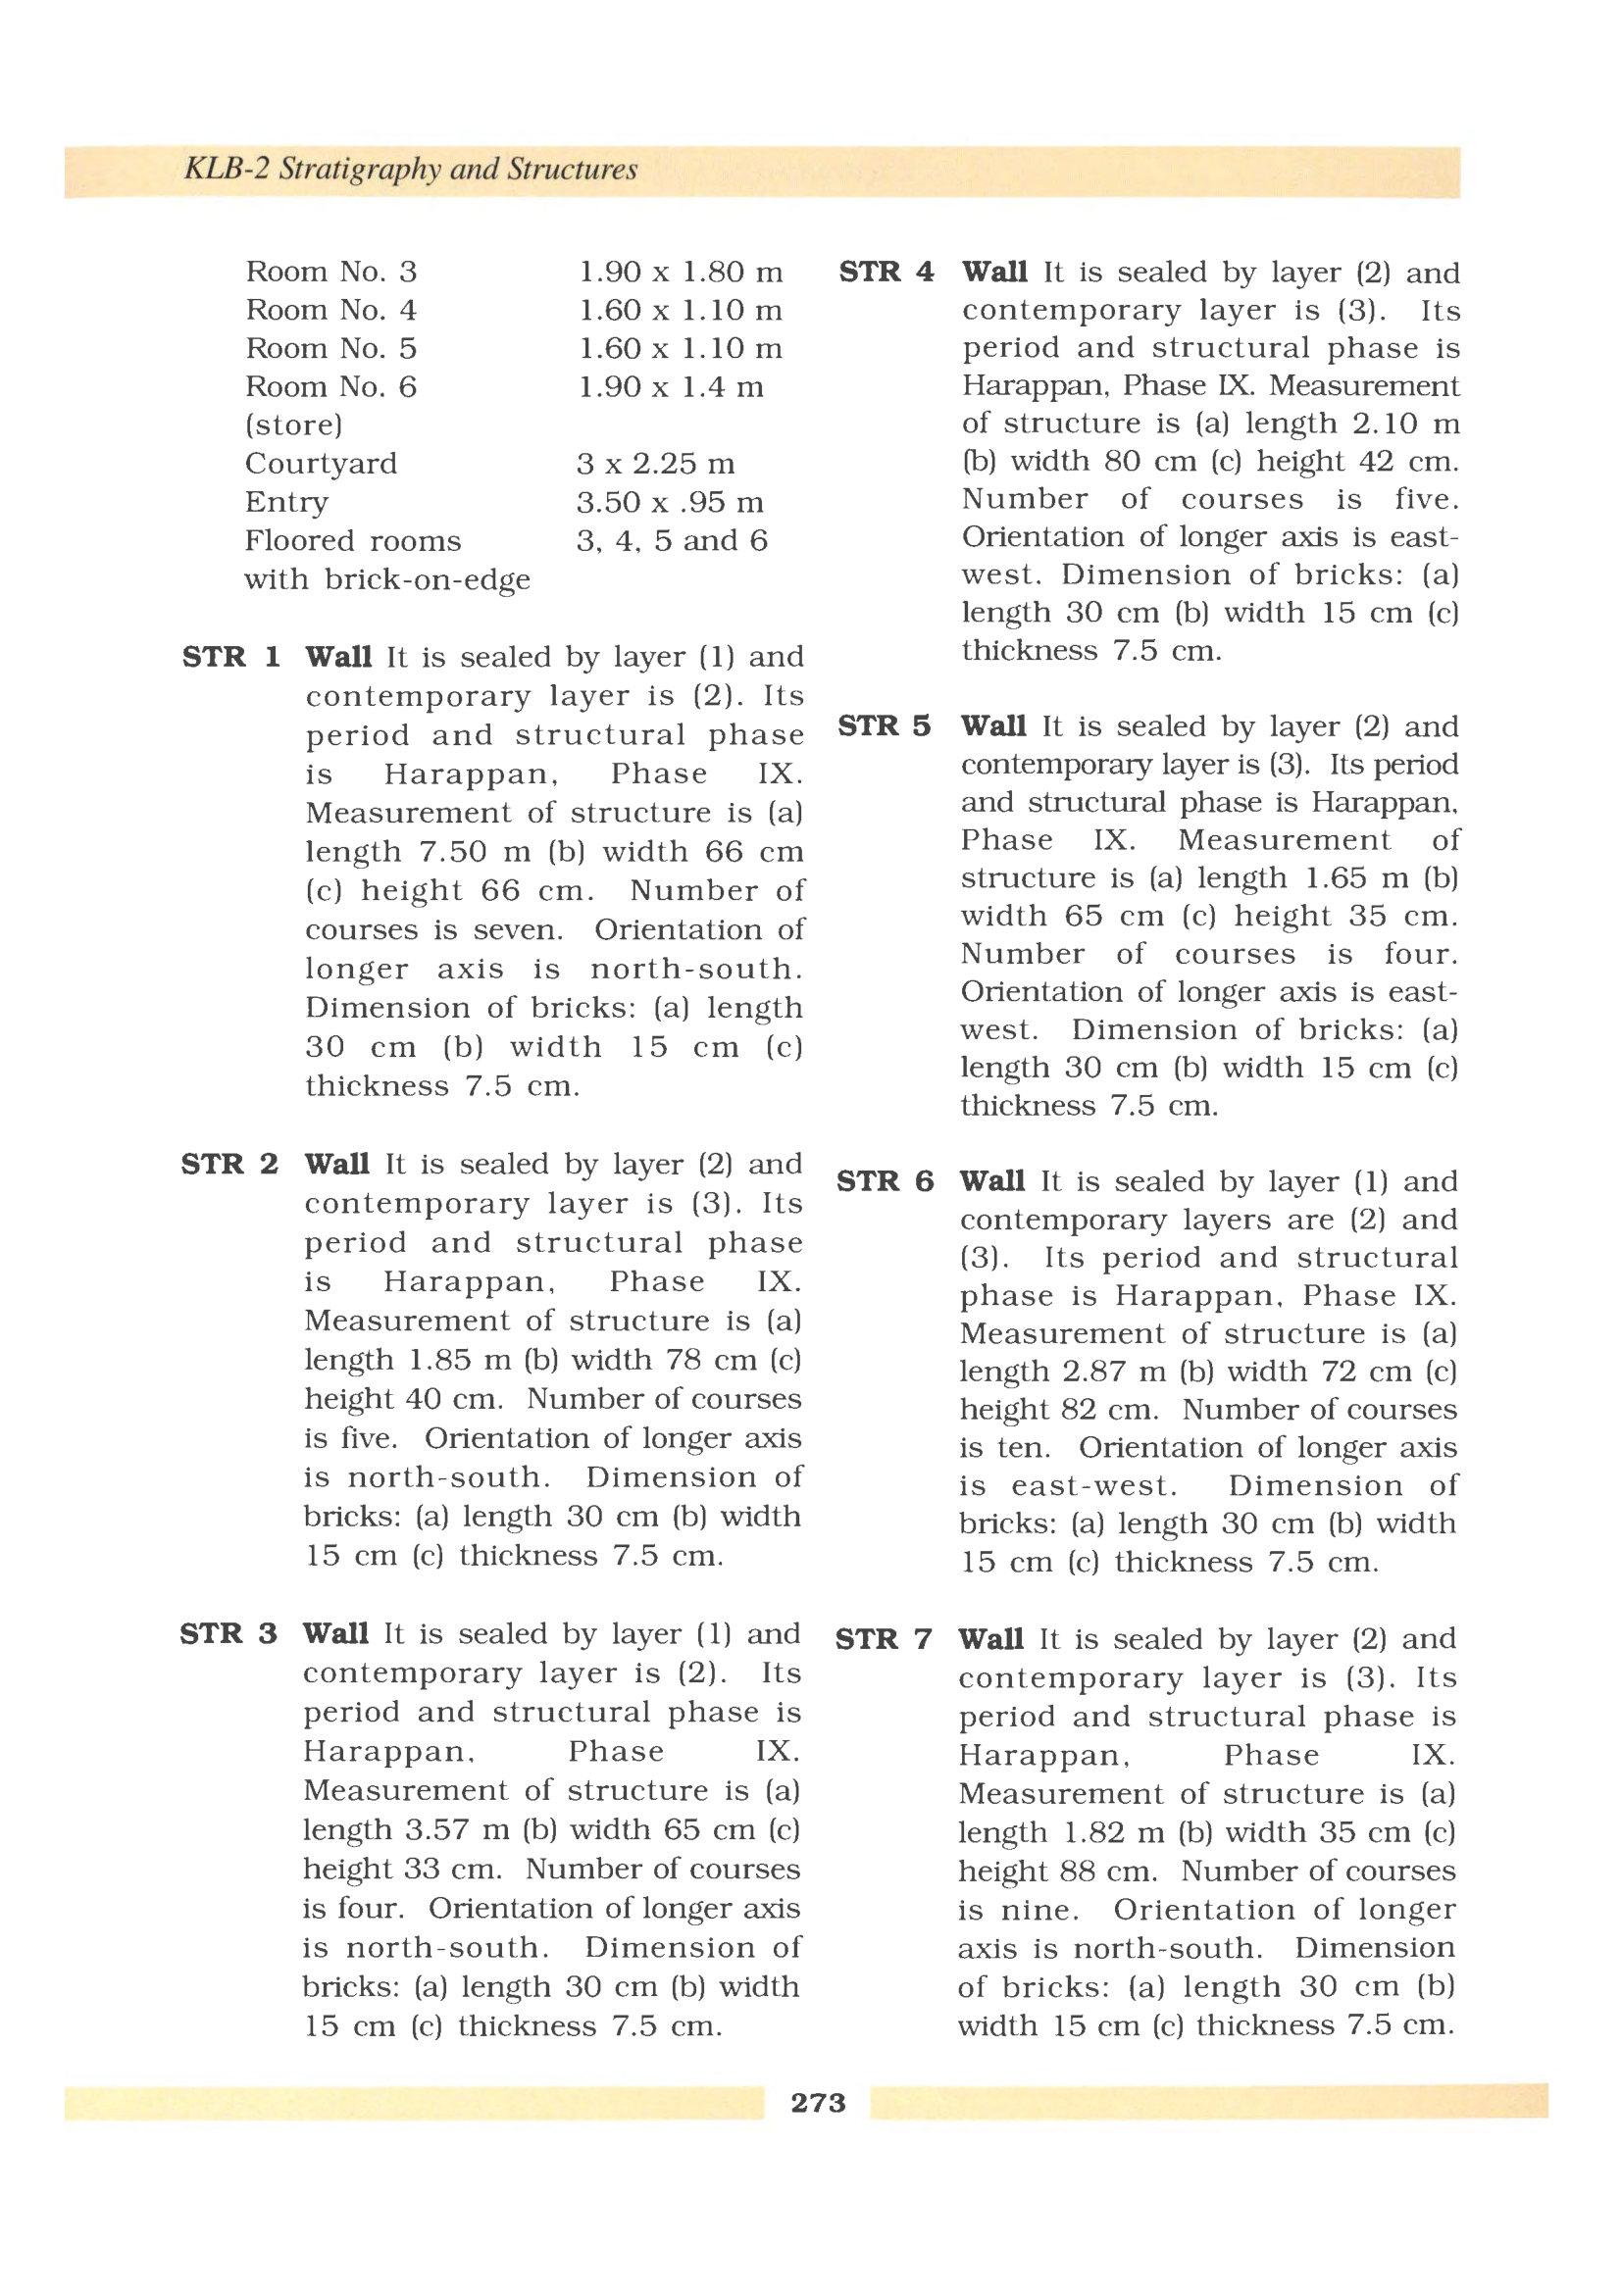 KLB-2 Stratigraphy and Structures
Room No. 3 1.90 x 1.80 m
Room No. 4 1.60 x 1.10 m
Room No. 5 1.60 x 1.10 m
Room No. 6 1.90 x 1.4 m
(store)
Courtyard 3 x 2.25 m
Entry 3.50 x .95 m
Floored rooms 3, 4, 5 and 6
with brick-on-edge
STR 1 Wall It is sealed by layer (1) and
contemporary layer is (2). Its
period and structural phase
is Harappan, Phase IX.
Measurement of structure is (a)
length 7.50 m (b) width 66 cm
(c) height 66 cm. Number of
courses is seven. Orientation of
longer axis is north-south.
Dimension of bricks: (a) length
30 cm (b) width 15 cm (c)
thickness 7.5 cm.
STR 2 Wall It is sealed by layer (2) and
contemporary layer is (3). Its
period and structural phase
is Harappan, Phase IX.
Measurement of structure is (a)
length 1.85 m (b) width 78 cm (c)
height 40 cm. Number of courses
is five. Orientation of longer axis
is north-south. Dimension of
bricks: (a) length 30 cm (b) width
15 cm (c) thickness 7.5 cm.
STR 3 Wall It is sealed by layer (1) and
contemporary layer is (2). Its
period and structural phase is
Harappan, Phase IX.
Measurement of structure is (a)
length 3.57 m (b) width 65 cm (c)
height 33 cm. Number of courses
is four. Orientation of longer axis
is north-south. Dimension of
bricks: (a) length 30 cm (b) width
15 cm (c) thickness 7.5 cm.
STR 4 Wall It is sealed by layer (2) and
contemporary layer is (3). Its
period and structural phase is
Harappan, Phase IX. Measurement
of structure is (a) length 2.10 m
(b) width 80 cm (c) height 42 cm.
Number of courses is five.
Orientation of longer axis is east-
west. Dimension of bricks: (a)
length 30 cm (b) width 15 cm (c)
thickness 7.5 cm.
STR 5 Wall It is sealed by layer (2) and
contemporary layer is (3). Its period
and structural phase is Harappan,
Phase IX. Measurement of
structure is (a) length 1.65 m (b)
width 65 cm (c) height 35 cm.
Number of courses is four.
Orientation of longer axis is east-
west. Dimension of bricks: (a)
length 30 cm (b) width 15 cm (c)
thickness 7.5 cm.
STR 6 Wall It is sealed by layer (1) and
contemporary layers are (2) and
(3). Its period and structural
phase is Harappan, Phase IX.
Measurement of structure is (a)
length 2.87 m (b) width 72 cm (c)
height 82 cm. Number of courses
is ten. Orientation of longer axis
is east-west. Dimension of
bricks: (a) length 30 cm (b) width
15 cm (c) thickness 7.5 cm.
STR 7 Wall It is sealed by layer (2) and
contemporary layer is (3). Its
period and structural phase is
Harappan, Phase IX.
Measurement of structure is (a)
length 1.82 m (b) width 35 cm (c)
height 88 cm. Number of courses
is nine. Orientation of longer
axis is north-south. Dimension
of bricks: (a) length 30 cm (b)
width 15 cm (c) thickness 7.5 cm.
273